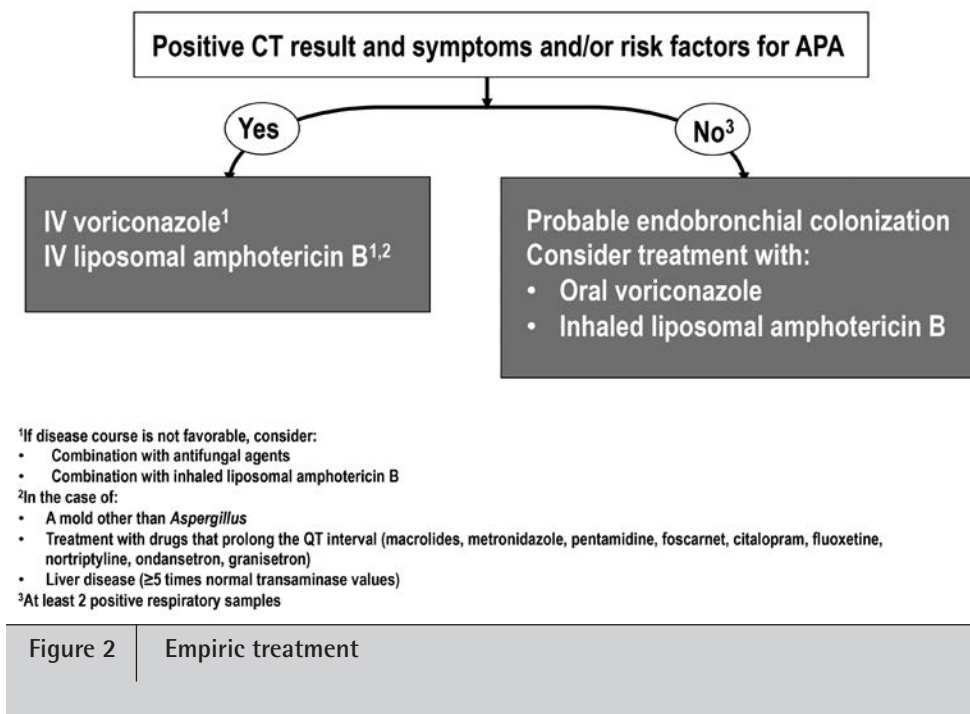 Positive CT result and symptoms and/or risk factors for APA
Yes
No³
IV voriconazole¹
IV liposomal amphotericin B¹,²
Probable endobronchial colonization
Consider treatment with:
• Oral voriconazole
• Inhaled liposomal amphotericin B
¹If disease course is not favorable, consider:
• Combination with antifungal agents
• Combination with inhaled liposomal amphotericin B
²In the case of:
• A mold other than Aspergillus
• Treatment with drugs that prolong the QT interval (macrolides, metronidazole, pentamidine, foscarnet, citalopram, fluoxetine,
nortriptyline, ondansetron, granisetron)
• Liver disease (≥5 times normal transaminase values)
³At least 2 positive respiratory samples
Figure 2 Empiric treatment